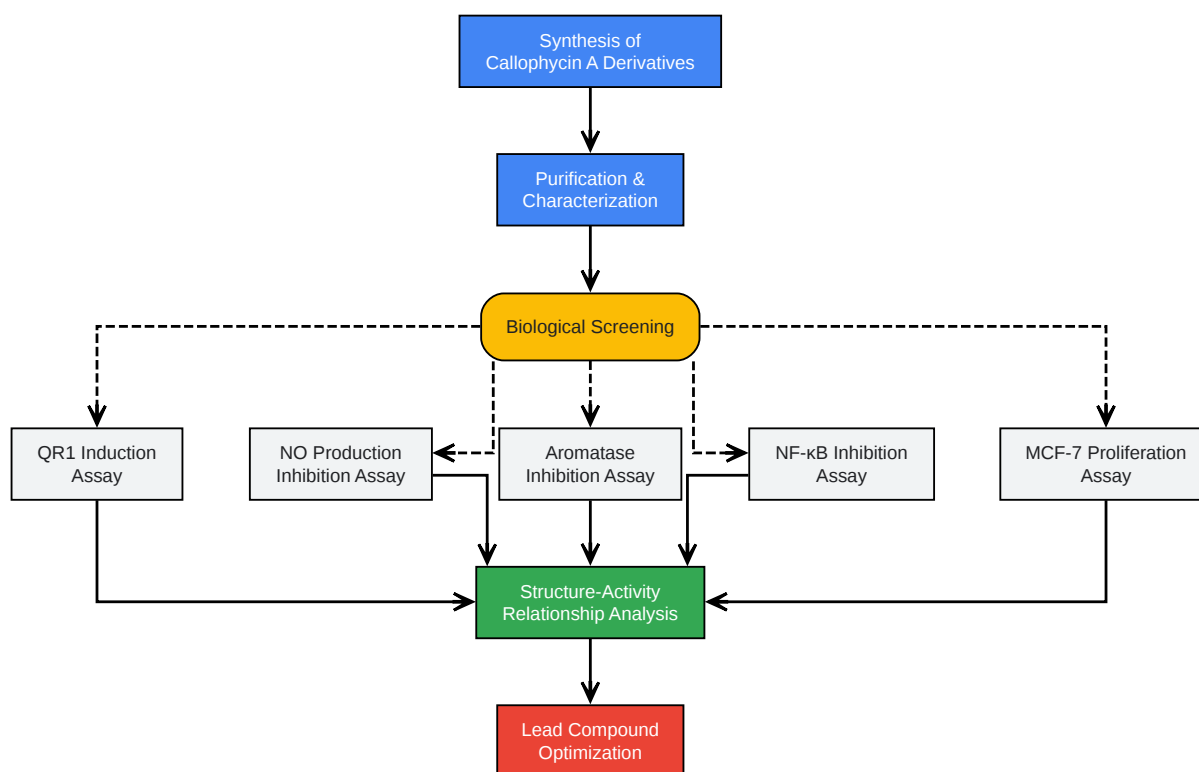 Synthesis of
Callophycin A Derivatives
Purification &
Characterization
Biological Screening
QR1 Induction
Assay
NO Production
Inhibition Assay
Aromatase
Inhibition Assay
NF-κB Inhibition
Assay
MCF-7 Proliferation
Assay
Structure-Activity
Relationship Analysis
Lead Compound
Optimization